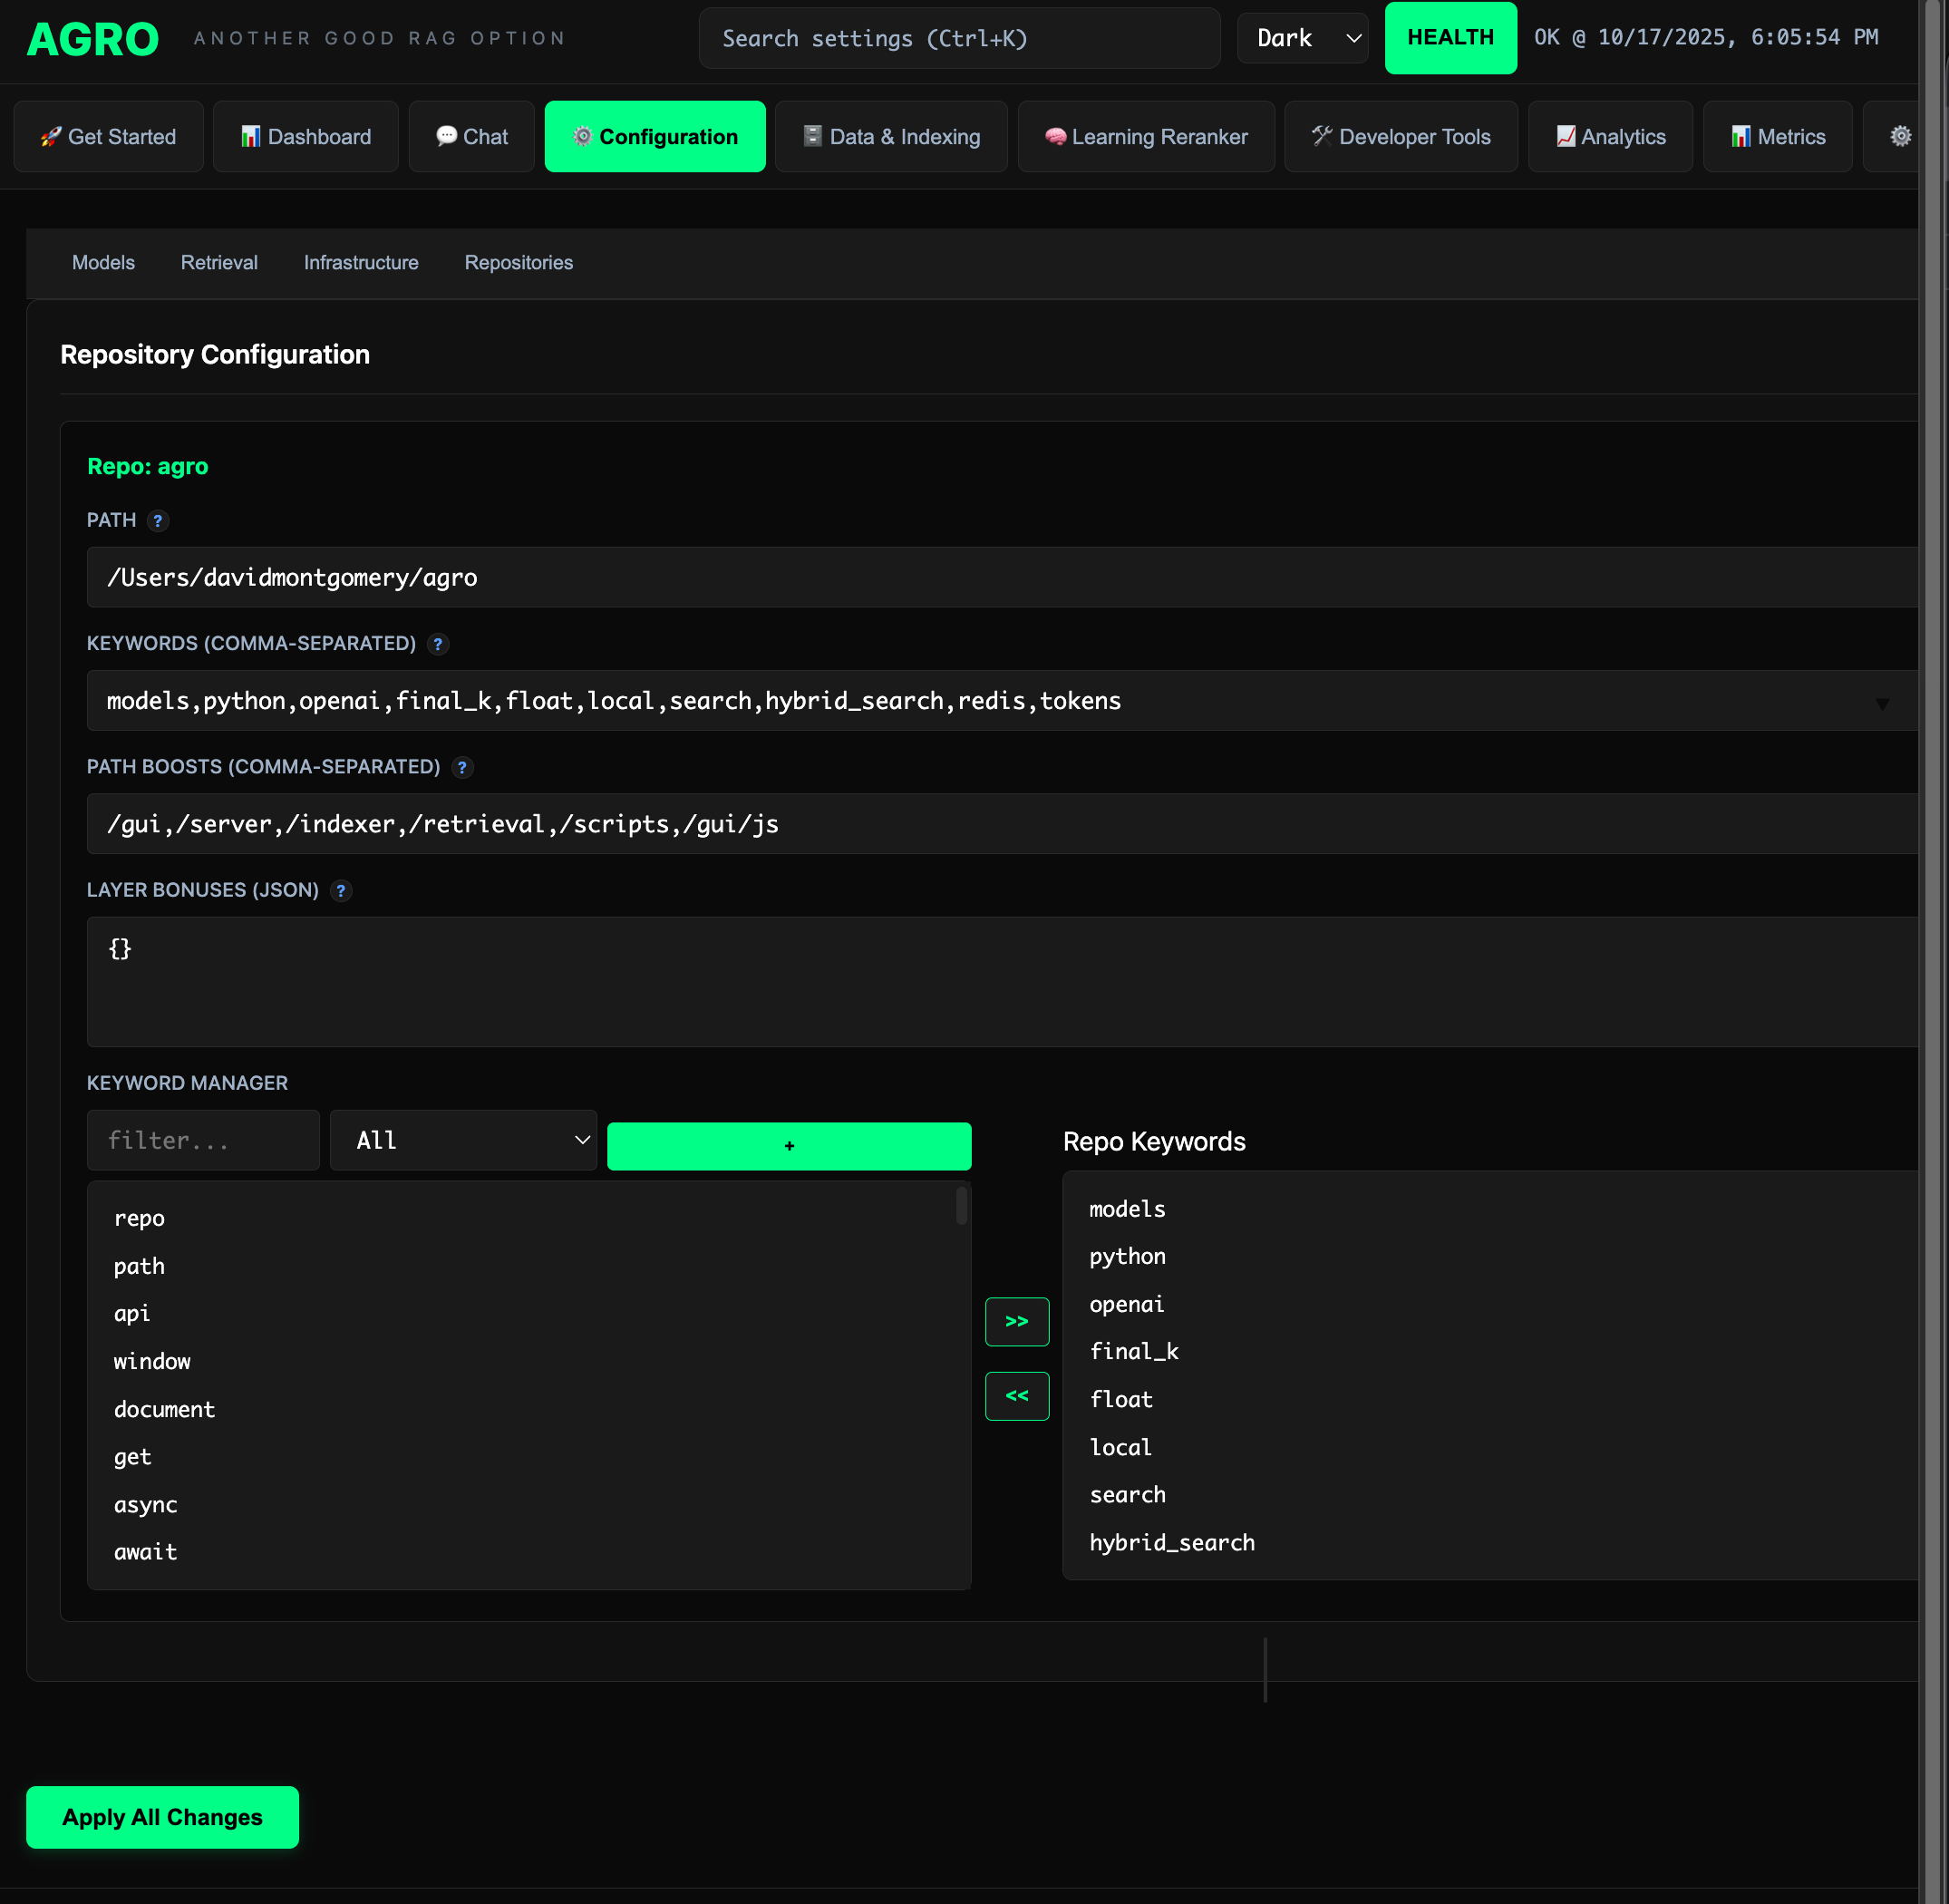 AGRO
ANOTHER GOOD RAG OPTION
Search settings (Ctrl+K)
Dark
HEALTH
OK @ 10/17/2025, 6:05:54 PM
🚀 Get Started
📊 Dashboard
💬 Chat
⚙️ Configuration
🗄️ Data & Indexing
🧠 Learning Reranker
🛠️ Developer Tools
📈 Analytics
📊 Metrics
⚙️
Models
Retrieval
Infrastructure
Repositories
Repository Configuration
Repo: agro
PATH ?
/Users/davidmontgomery/agro
KEYWORDS (COMMA-SEPARATED) ?
models,python,openai,final_k,float,local,search,hybrid_search,redis,tokens
PATH BOOSTS (COMMA-SEPARATED) ?
/gui,/server,/indexer,/retrieval,/scripts,/gui/js
LAYER BONUSES (JSON) ?
{}
KEYWORD MANAGER
filter...
All
+
repo
path
api
window
document
get
async
await
>>
<<
Repo Keywords
models
python
openai
final_k
float
local
search
hybrid_search
Apply All Changes